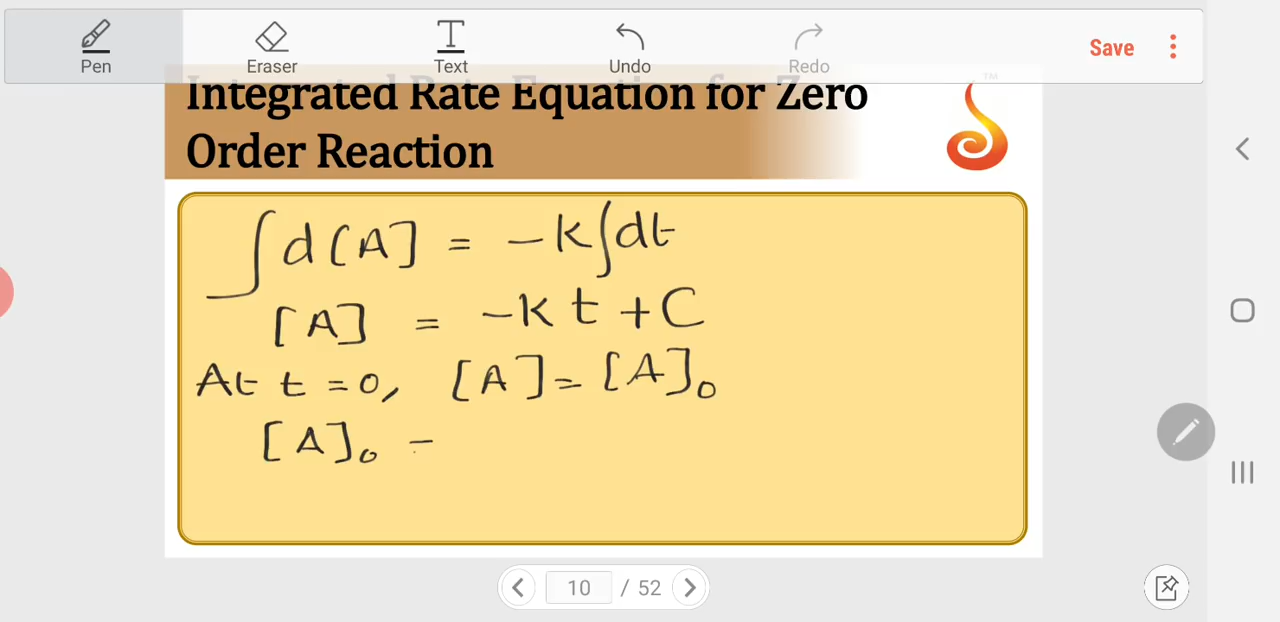 Pen Eraser Text Undo Redo Save
Integrated Rate Equation for Zero
TM
Order Reaction
∫d[A] = -K∫dt
[A] = -K t + C
At t = 0, [A] = [A]₀
[A]₀ =
10 / 52